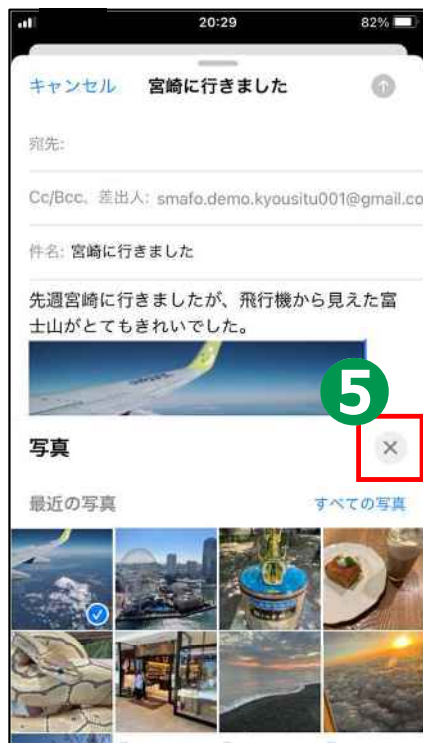 20:29
82%
キャンセル 宮崎に行きました
宛先:
Cc/Bcc、差出人: smafo.demo.kyousitu001@gmail.co
件名: 宮崎に行きました
先週宮崎に行きましたが、飛行機から見えた富
士山がとてもきれいでした。
5
写真
最近の写真 すべての写真